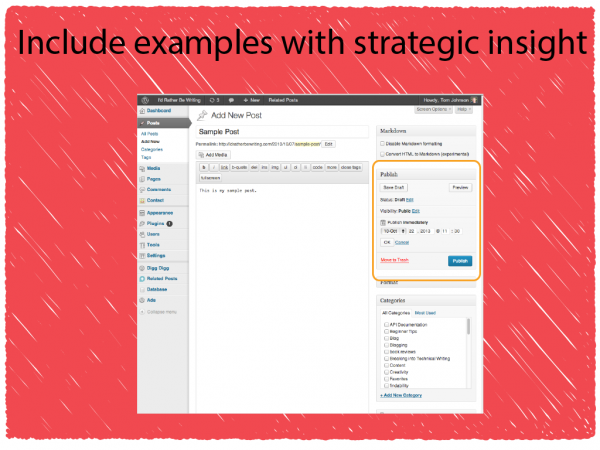 Include examples with strategic insight
I'd Rather Be Writing 3 + New Related Posts Howdy, Tom Johnson
Screen Options Help
Dashboard
Posts
All Posts
Add New
Categories
Tags
Media
Pages
Comments
Contact
Appearance
Plugins 1
Users
Tools
Settings
Digg Digg
Related Posts
Database
Ads
Collapse menu
Add New Post
Sample Post
Permalink: http://idratherbewriting.com/2013/10/07/sample-post/ Edit
Add Media
b i link b-quote del ins img ul ol li code more close tags
fullscreen
This is my sample post.
Markdown
Disable Markdown formatting
Convert HTML to Markdown (experimental)
Publish
Save Draft Preview
Status: Draft Edit
Visibility: Public Edit
Publish immediately
10-Oct 22 , 2013 @ 11 : 30
OK Cancel
Move to Trash Publish
Format
Categories
All Categories Most Used
API Documentation
Beginner Tips
Blog
Blogging
book reviews
Breaking into Technical Writing
Content
Creativity
Favorites
findability
+ Add New Category